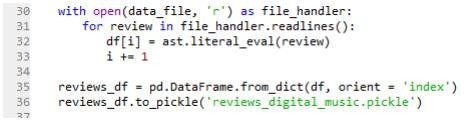 30 with open(data_file, 'r') as file_handler:
31 for review in file_handler.readlines():
32 df[i] = ast.literal_eval(review)
33 i += 1
34
35 reviews_df = pd.DataFrame.from_dict(df, orient = 'index')
36 reviews_df.to_pickle('reviews_digital_music.pickle')
37